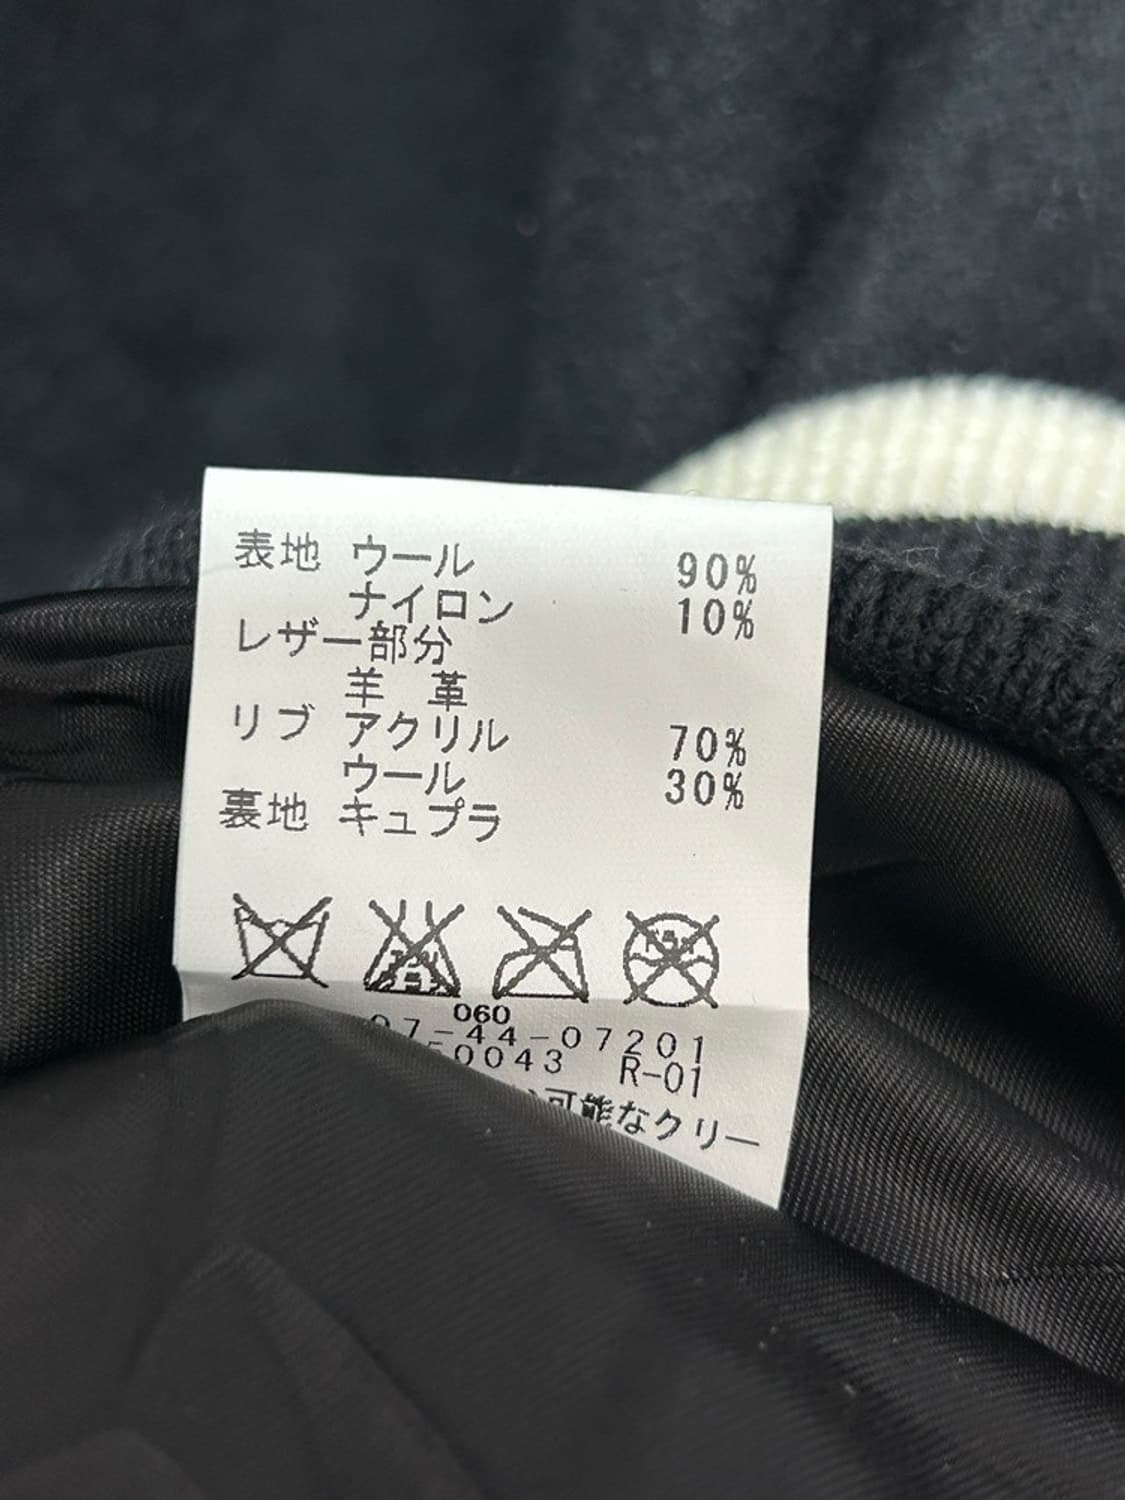 表地 ウール 90%
ナイロン 10%
レザー部分
羊 革
リブ アクリル 70%
ウール 30%
裏地 キュプラ
060
07-44-07201
0043 R-01
可能なクリー